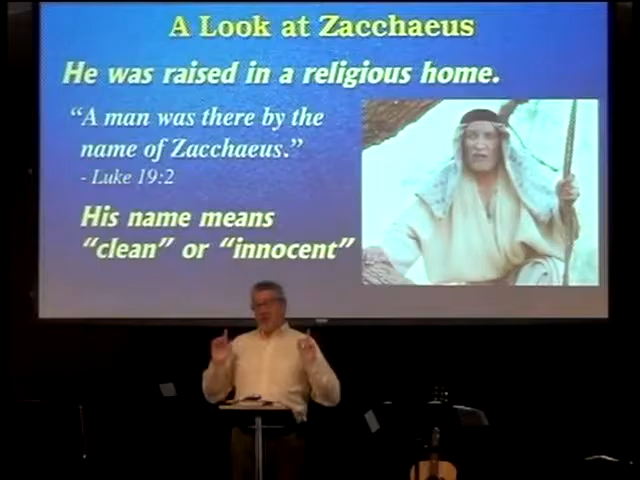 A Look at Zacchaeus
He was raised in a religious home.
“A man was there by the
name of Zacchaeus.”
- Luke 19:2
His name means
“clean” or “innocent”